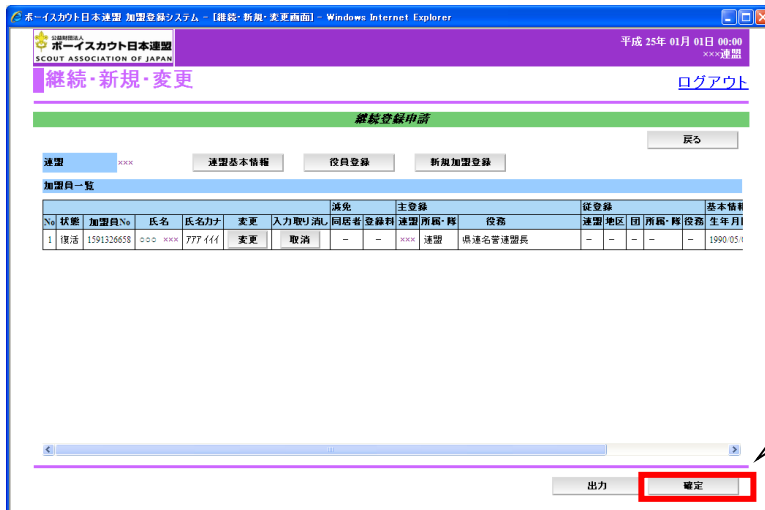 ボーイスカウト日本連盟 加盟登録システム - [継続・新規・変更画面] - Windows Internet Explorer
公益財団法人
ボーイスカウト日本連盟
SCOUT ASSOCIATION OF JAPAN
平成 25年 01月 01日 00:00
×××連盟
継続・新規・変更
ログアウト
継続登録申請
戻る
連盟 ××× 連盟基本情報 役員登録 新規加盟登録
加盟員一覧
減免 主登録 従登録 基本情報
No 状態 加盟員No 氏名 氏名カナ 変更 入力取り消し 同居者 登録料 連盟 所属・隊 役務 連盟 地区 団 所属・隊 役務 生年月
1 復活 1591326658 ○○○ ××× アアア イイイ 変更 取消 - - ××× 連盟 県連名誉連盟長 - - - - - 1990/05/
出力 確定